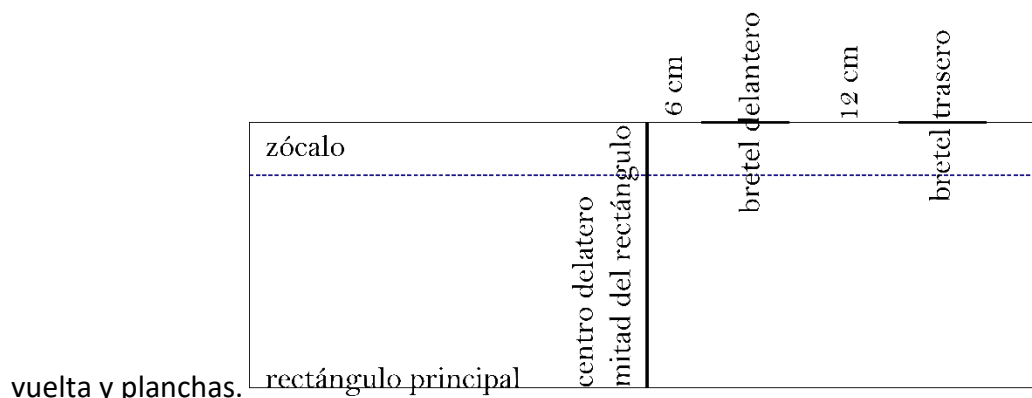 6 cm
bretel delantero
12 cm
bretel trasero
zócalo
centro delatero
mitad del rectángulo
rectángulo principal
vuelta y planchas.